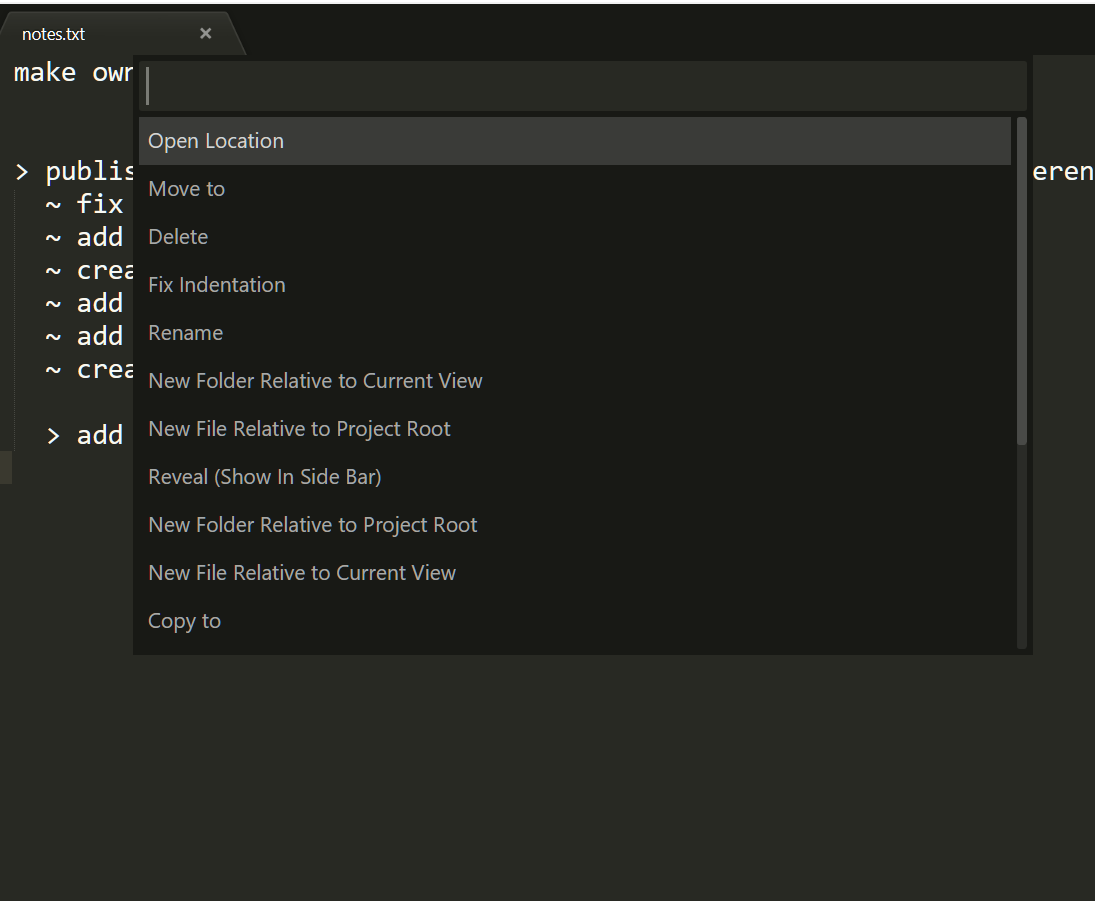 notes.txt ×
make own
> publis
eren
~ fix
~ add
~ crea
~ add
~ add
~ crea
> add
Open Location
Move to
Delete
Fix Indentation
Rename
New Folder Relative to Current View
New File Relative to Project Root
Reveal (Show In Side Bar)
New Folder Relative to Project Root
New File Relative to Current View
Copy to